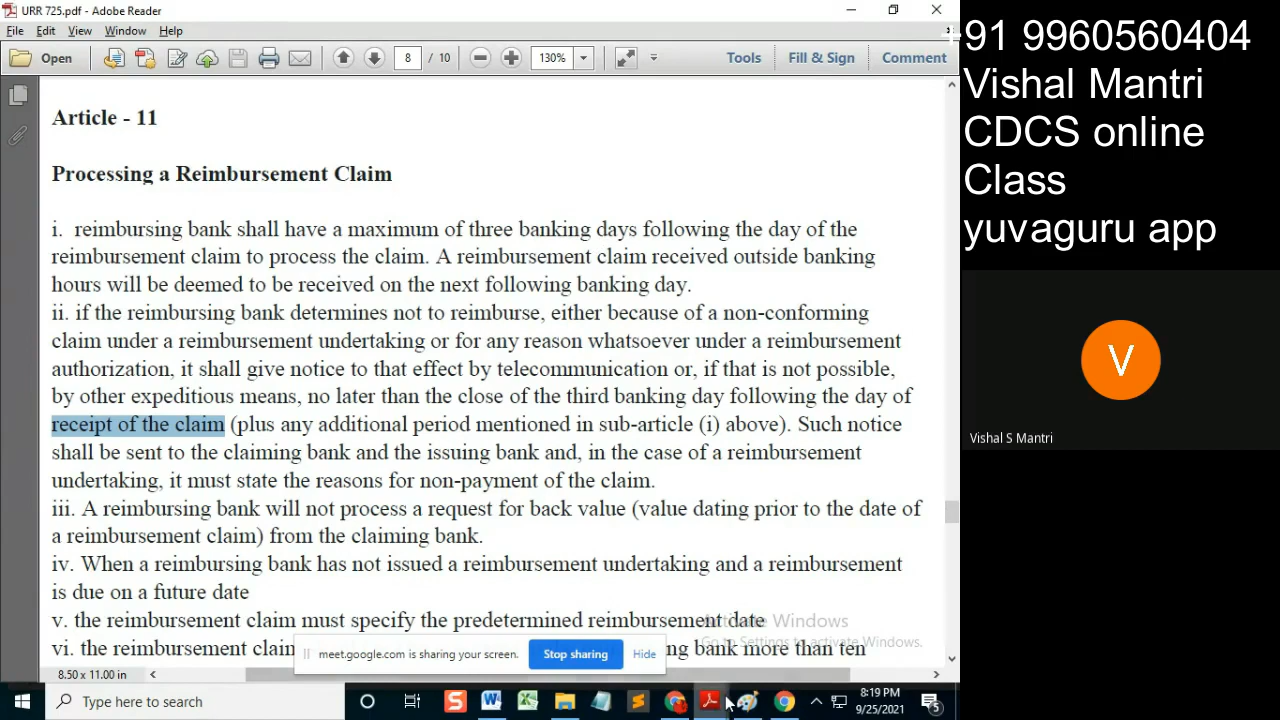 URR 725.pdf - Adobe Reader
File Edit View Window Help
Open 8 / 10 130% Tools Fill & Sign Comment
Article - 11
Processing a Reimbursement Claim
i. reimbursing bank shall have a maximum of three banking days following the day of the
reimbursement claim to process the claim. A reimbursement claim received outside banking
hours will be deemed to be received on the next following banking day.
ii. if the reimbursing bank determines not to reimburse, either because of a non-conforming
claim under a reimbursement undertaking or for any reason whatsoever under a reimbursement
authorization, it shall give notice to that effect by telecommunication or, if that is not possible,
by other expeditious means, no later than the close of the third banking day following the day of
receipt of the claim (plus any additional period mentioned in sub-article (i) above). Such notice
shall be sent to the claiming bank and the issuing bank and, in the case of a reimbursement
undertaking, it must state the reasons for non-payment of the claim.
iii. A reimbursing bank will not process a request for back value (value dating prior to the date of
a reimbursement claim) from the claiming bank.
iv. When a reimbursing bank has not issued a reimbursement undertaking and a reimbursement
is due on a future date
v. the reimbursement claim must specify the predetermined reimbursement date
vi. the reimbursement claim
ng bank more than ten
Activate Windows
Go to Settings to activate Windows.
meet.google.com is sharing your screen. Stop sharing Hide
8.50 x 11.00 in
Type here to search
8:19 PM
9/25/2021
5
+91 9960560404
Vishal Mantri
CDCS online
Class
yuvaguru app
V
Vishal S Mantri